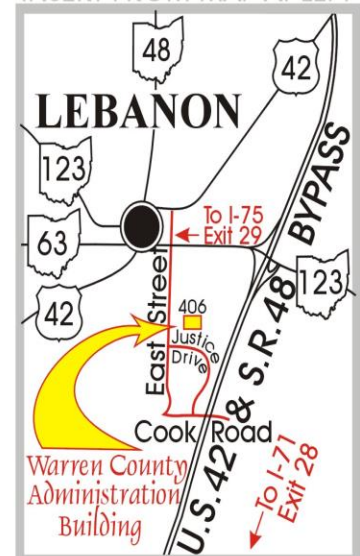 48
42
LEBANON
123
63
42
To I-75
Exit 29
123
406
Justice
Drive
East Street
Cook Road
U.S. 42 & S.R. 48 BYPASS
Warren County
Administration
Building
To I-71
Exit 28